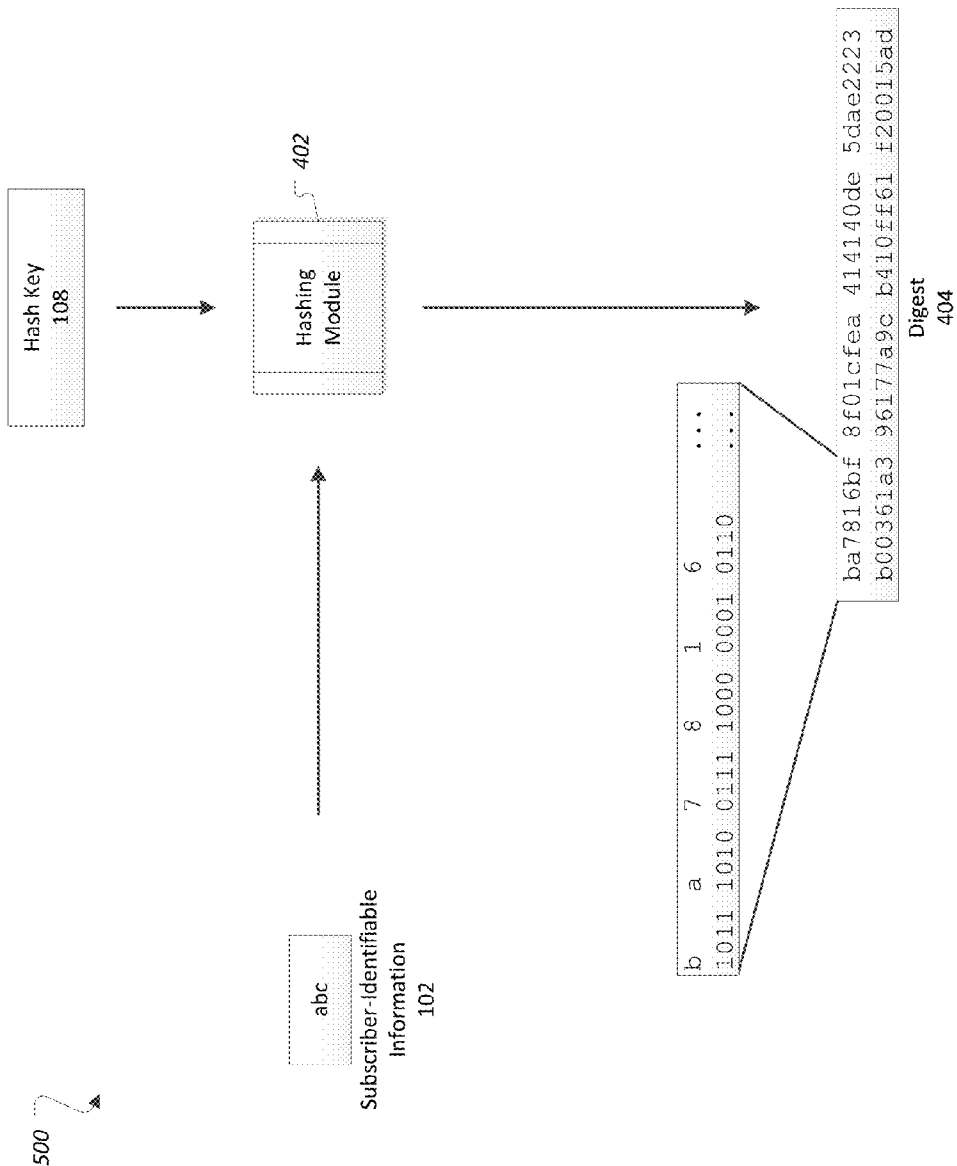 500
Hash Key
108
abc
Subscriber-Identifiable
Information
102
Hashing
Module
402
b a 7 8 1 6 ...
1011 1010 0111 1000 0001 0110 ...
ba7816bf 8f01cfea 414140de 5dae2223
b00361a3 96177a9c b410ff61 f20015ad
Digest
404